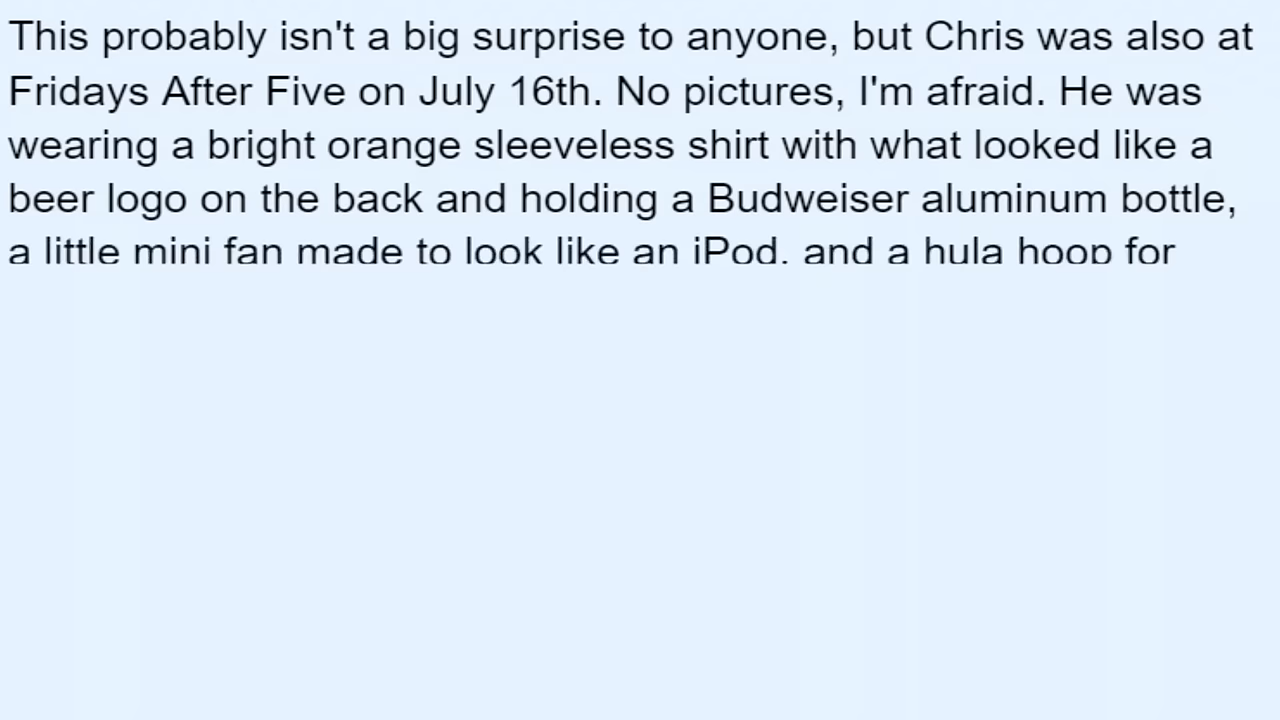 This probably isn't a big surprise to anyone, but Chris was also at
Fridays After Five on July 16th. No pictures, I'm afraid. He was
wearing a bright orange sleeveless shirt with what looked like a
beer logo on the back and holding a Budweiser aluminum bottle,
a little mini fan made to look like an iPod, and a hula hoop for